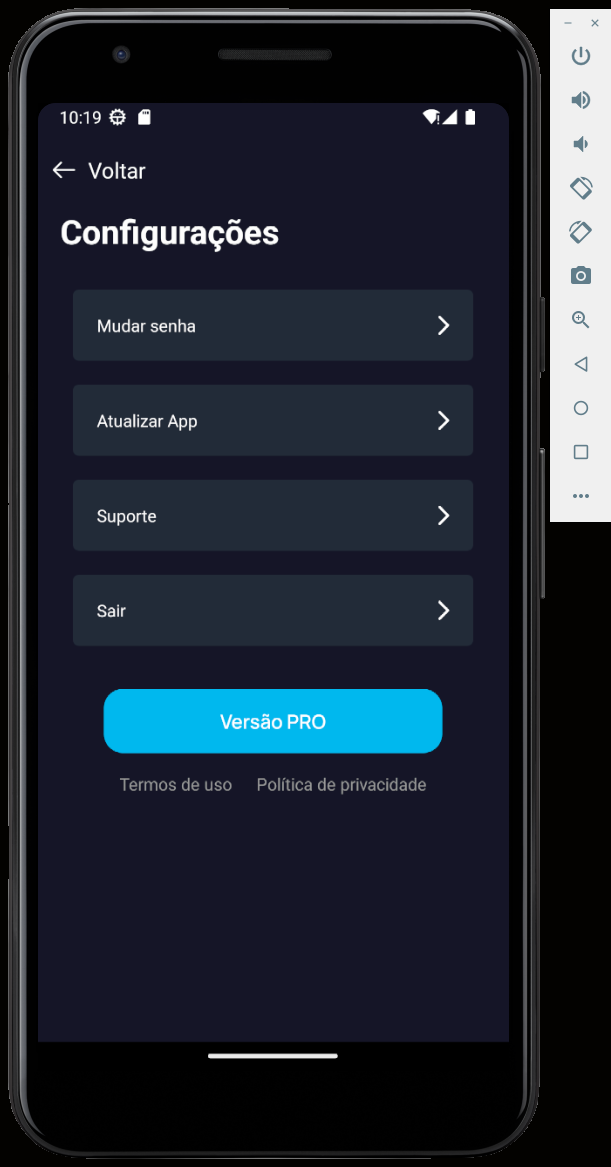 10:19
Voltar
Configurações
Mudar senha
Atualizar App
Suporte
Sair
Versão PRO
Termos de uso Política de privacidade